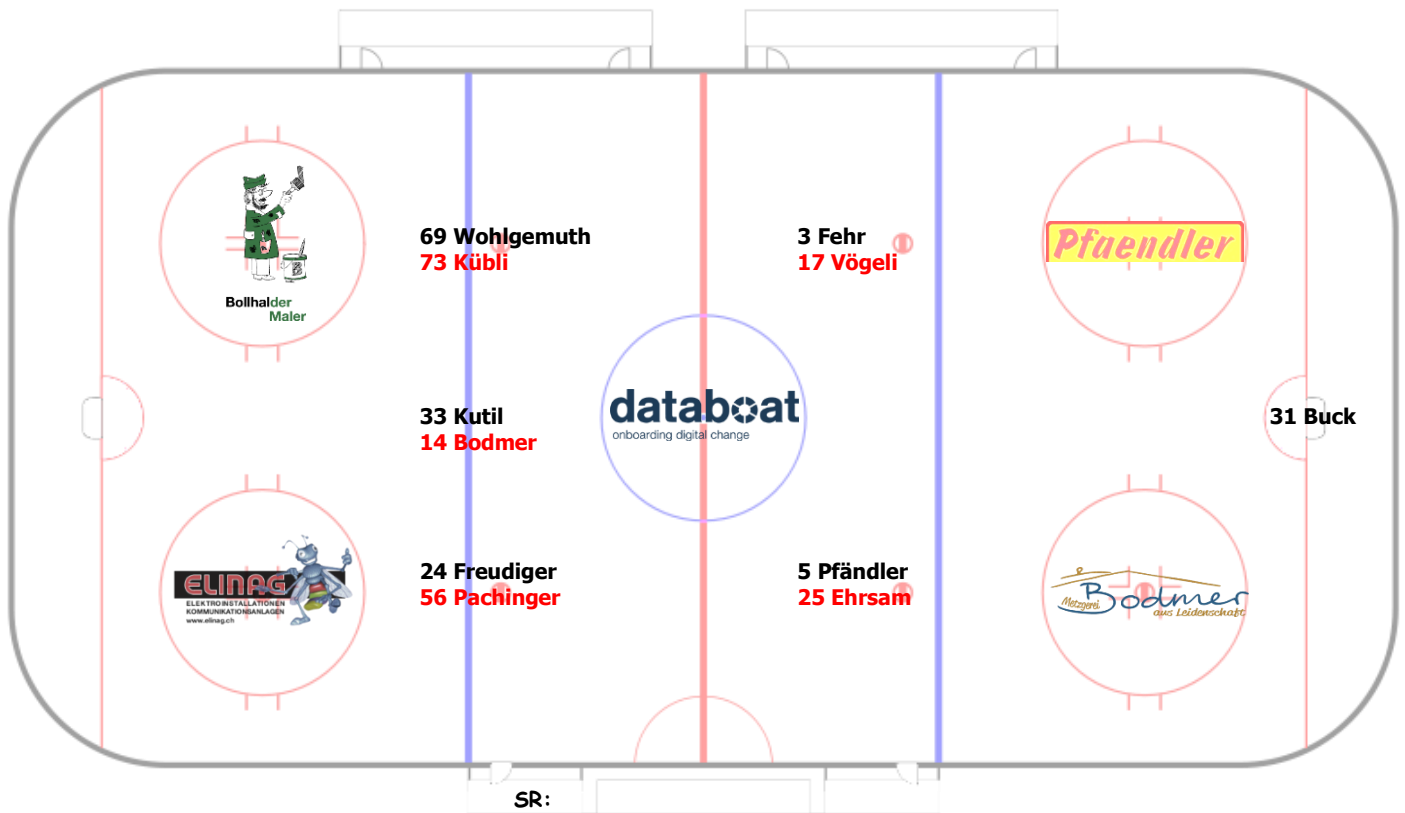 69 Wohlgemuth
73 Kübli
3 Fehr
17 Vögeli
Pfaendler
Bollhalder
Maler
databoat
onboarding digital change
33 Kutil
14 Bodmer
31 Buck
24 Freudiger
56 Pachinger
5 Pfändler
25 Ehrsam
ELINAG
ELEKTROINSTALLATIONEN
KOMMUNIKATIONSANLAGEN
www.elinag.ch
Metzgerei Bodmer
aus Leidenschaft
SR: